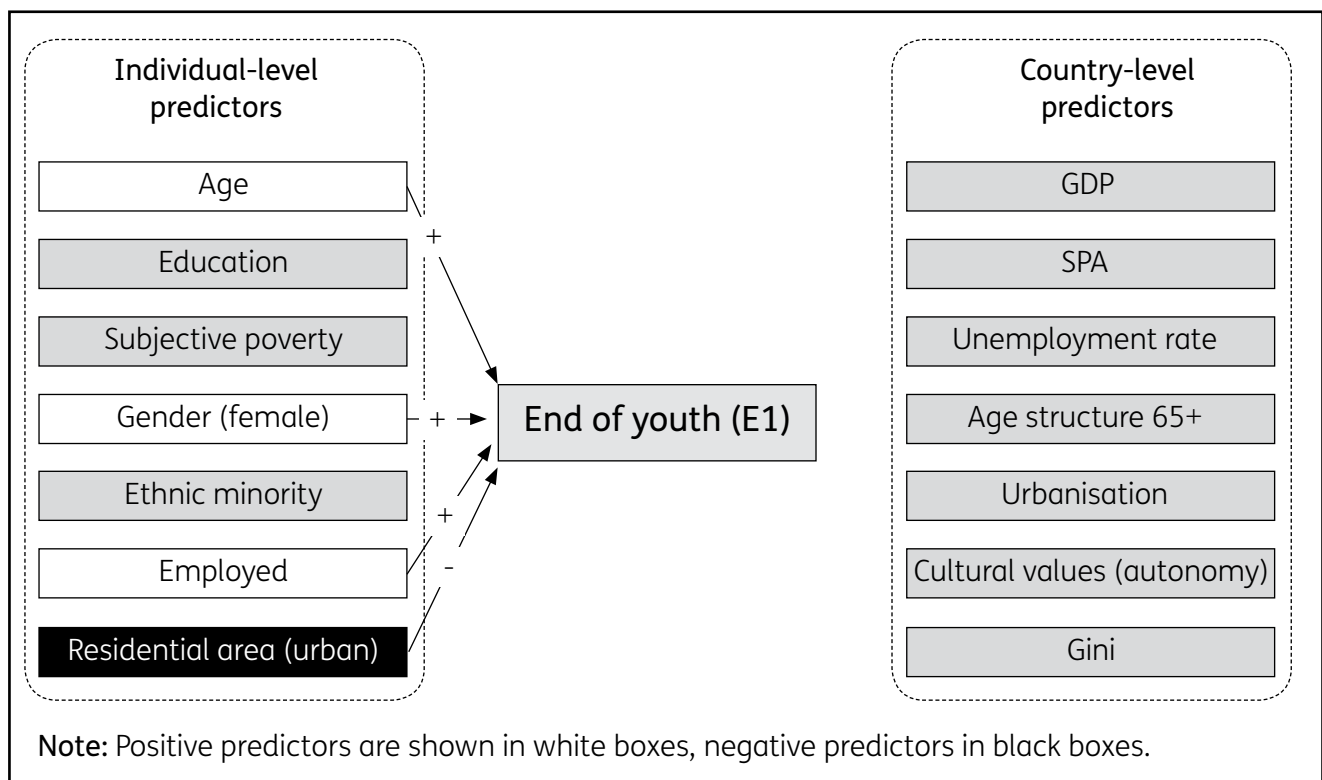 Individual-level
predictors
Age
Education
Subjective poverty
Gender (female)
Ethnic minority
Employed
Residential area (urban)
+
+
+
-
End of youth (E1)
Country-level
predictors
GDP
SPA
Unemployment rate
Age structure 65+
Urbanisation
Cultural values (autonomy)
Gini
Note: Positive predictors are shown in white boxes, negative predictors in black boxes.